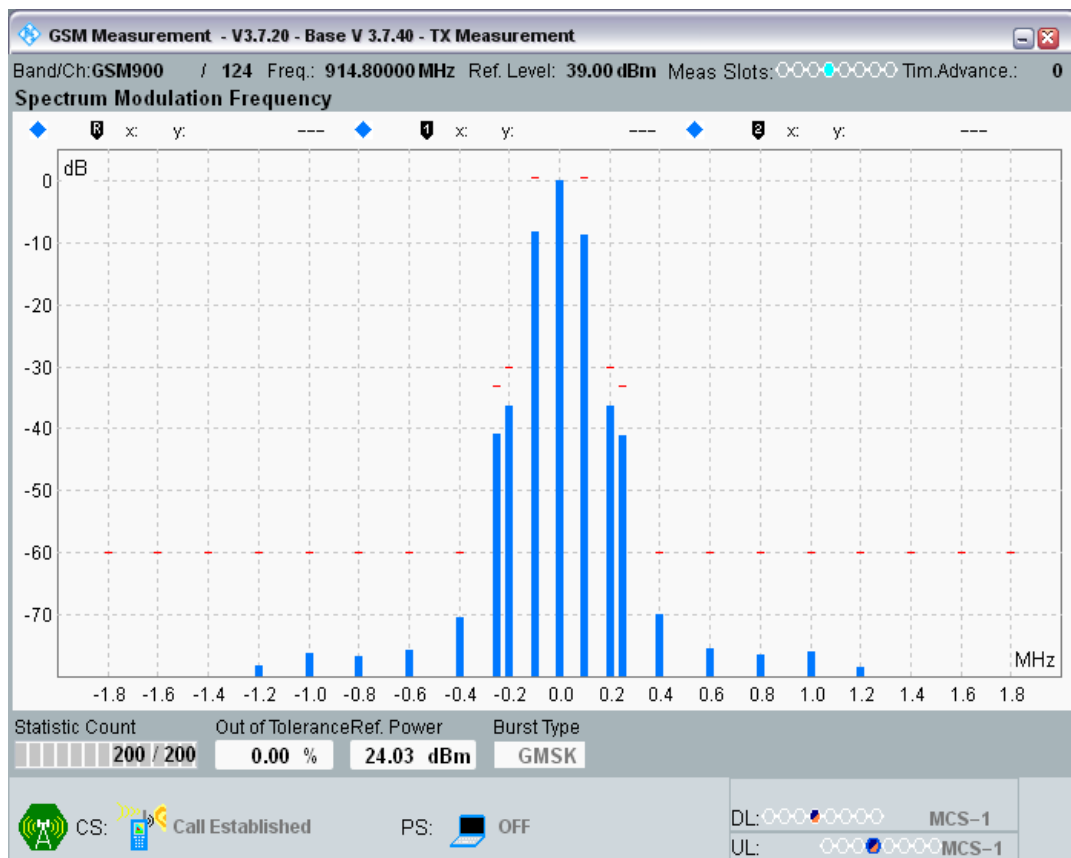 GSM Measurement - V3.7.20 - Base V 3.7.40 - TX Measurement
Band/Ch:GSM900 / 124 Freq.: 914.80000 MHz Ref. Level: 39.00 dBm Meas Slots: Tim.Advance.: 0
Spectrum Modulation Frequency
R x: y: --- 1 x: y: --- 2 x: y: ---
dB
0
-10
-20
-30
-40
-50
-60
-70
MHz
-1.8 -1.6 -1.4 -1.2 -1.0 -0.8 -0.6 -0.4 -0.2 0.0 0.2 0.4 0.6 0.8 1.0 1.2 1.4 1.6 1.8
Statistic Count Out of Tolerance Ref. Power Burst Type
200 / 200 0.00 % 24.03 dBm GMSK
CS: Call Established PS: OFF DL: MCS-1
UL: MCS-1